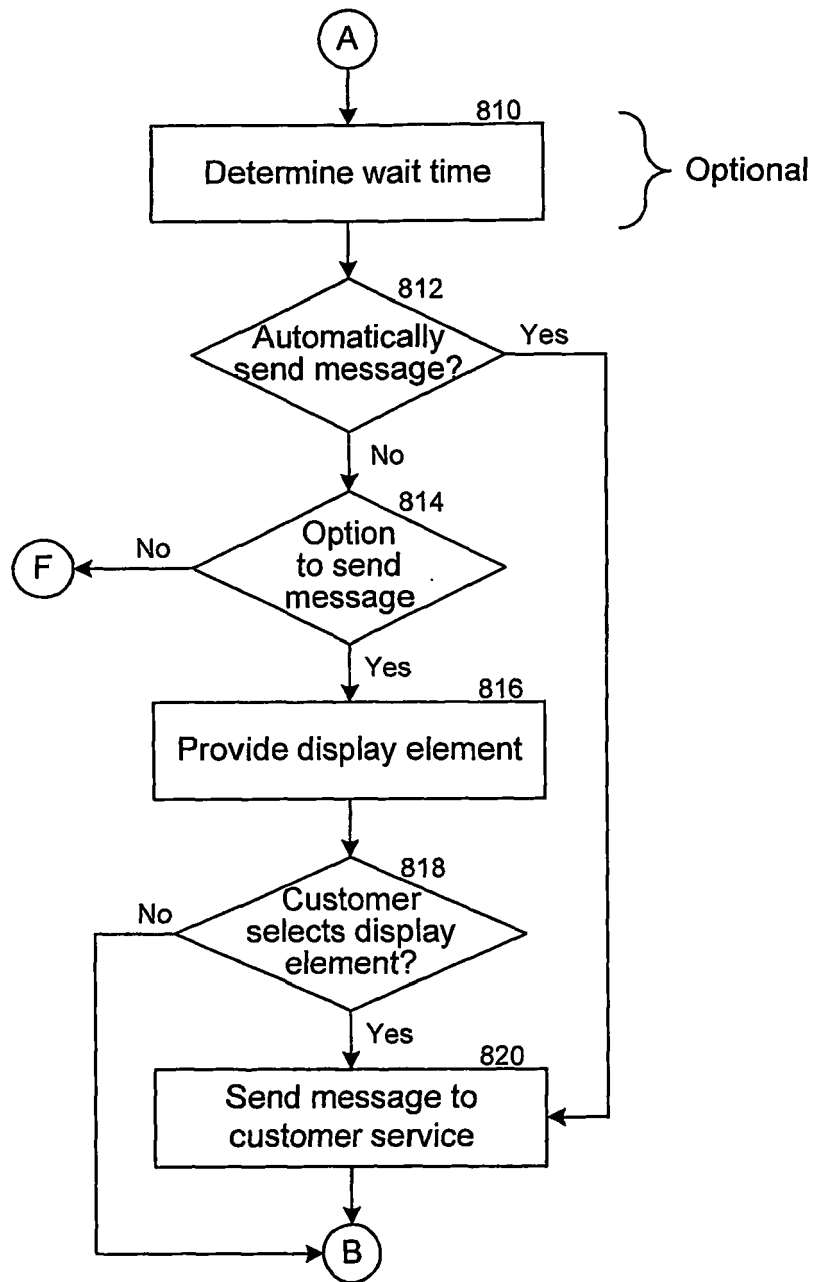 A
810
Determine wait time
Optional
812
Automatically
send message?
Yes
No
814
Option
to send
message
No
F
Yes
816
Provide display element
818
Customer
selects display
element?
No
Yes
820
Send message to
customer service
B